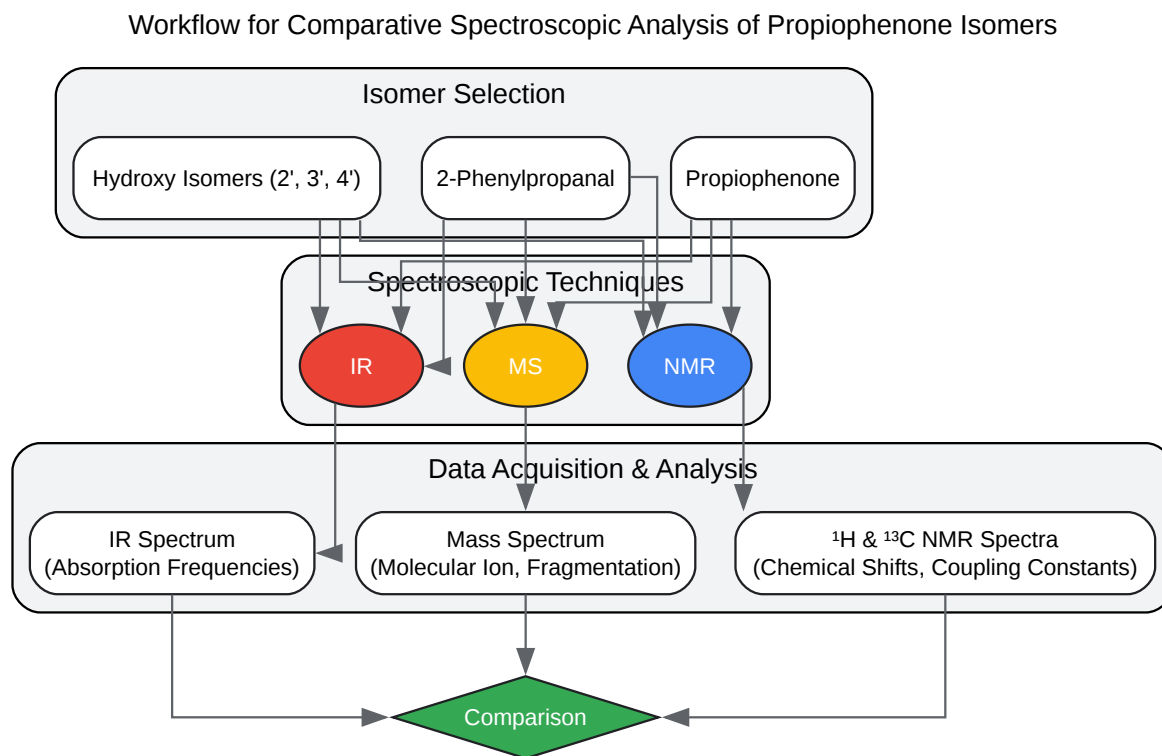 Workflow for Comparative Spectroscopic Analysis of Propiophenone Isomers
Isomer Selection
Hydroxy Isomers (2', 3', 4')
2-Phenylpropanal
Propiophenone
Spectroscopic Techniques
IR
MS
NMR
Data Acquisition & Analysis
IR Spectrum
(Absorption Frequencies)
Mass Spectrum
(Molecular Ion, Fragmentation)
¹H & ¹³C NMR Spectra
(Chemical Shifts, Coupling Constants)
Comparison